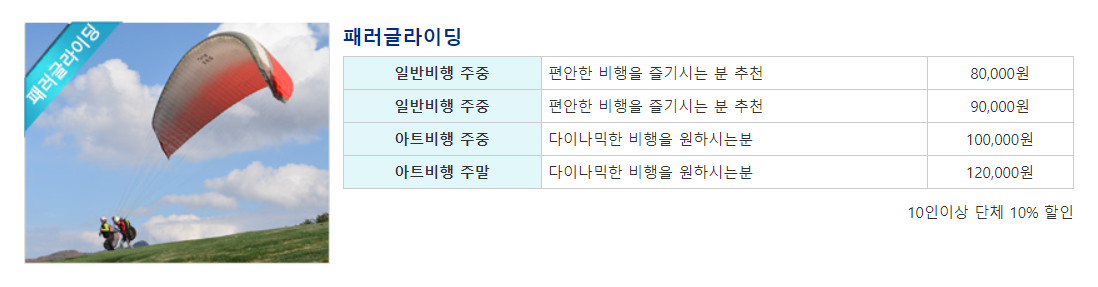 패러글라이딩
패러글라이딩
일반비행 주중 편안한 비행을 즐기시는 분 추천 80,000원
일반비행 주중 편안한 비행을 즐기시는 분 추천 90,000원
아트비행 주중 다이나믹한 비행을 원하시는분 100,000원
아트비행 주말 다이나믹한 비행을 원하시는분 120,000원
10인이상 단체 10% 할인